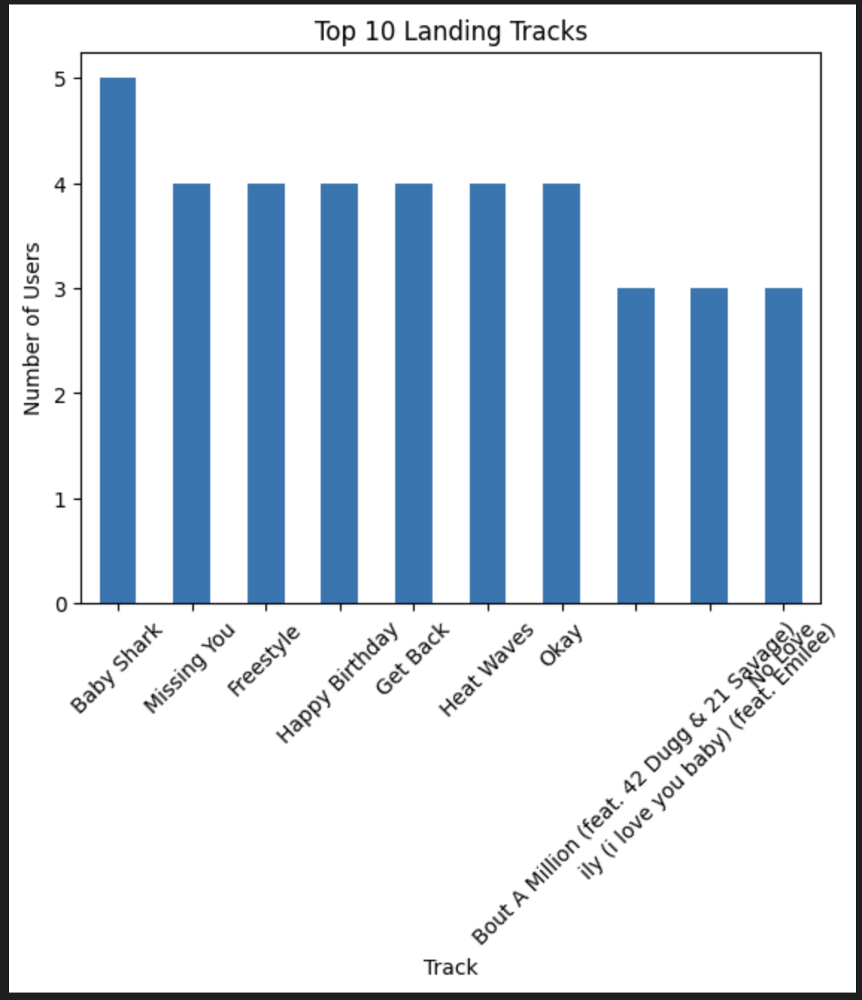 Top 10 Landing Tracks
Number of Users
5
4
3
2
1
0
Baby Shark
Missing You
Freestyle
Happy Birthday
Get Back
Heat Waves
Okay
Bout A Million (feat. 42 Dugg & 21 Savage)
ily (i love you baby) (feat. Emilee)
No Love
Track